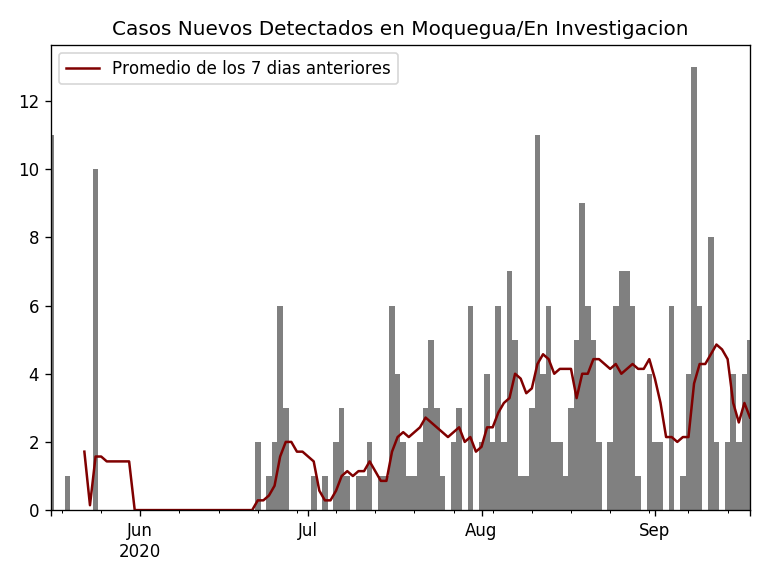 Casos Nuevos Detectados en Moquegua/En Investigacion
Promedio de los 7 dias anteriores
12
10
8
6
4
2
0
Jun Jul Aug Sep
2020